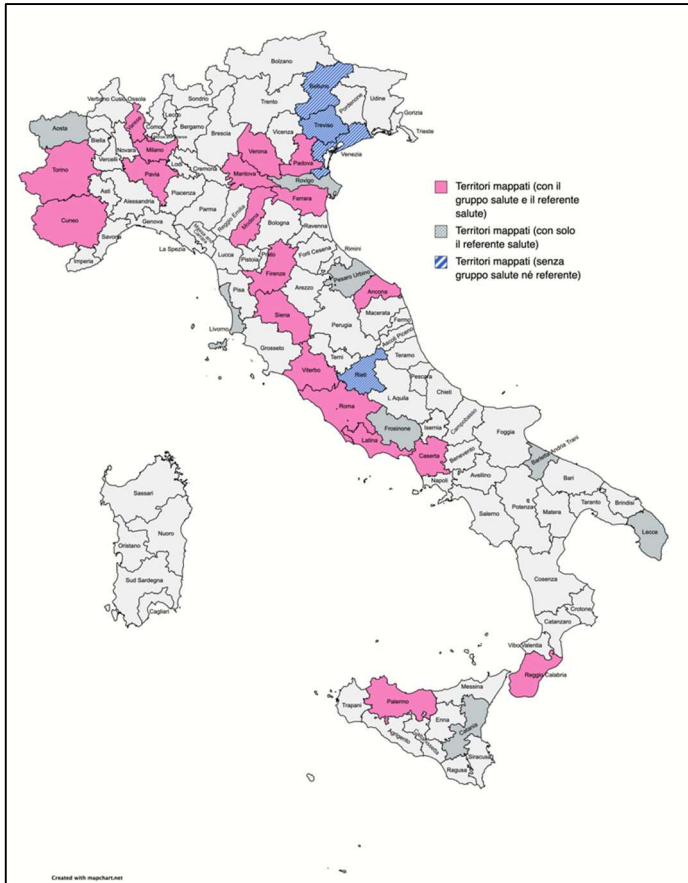 Bolzano
Verbano Cusio Ossola
Sondrio
Trento
Belluno
Pordenone
Udine
Gorizia
Trieste
Aosta
Biella
Varese
Como
Lecco
Bergamo
Brescia
Vicenza
Treviso
Venezia
Novara
Vercelli
Milano
Lodi
Cremona
Verona
Padova
Torino
Pavia
Mantova
Rovigo
Asti
Alessandria
Piacenza
Parma
Reggio Emilia
Modena
Ferrara
Cuneo
Savona
Genova
Bologna
Ravenna
Imperia
La Spezia
Lucca
Pistoia
Prato
Forlì Cesena
Rimini
Firenze
Pisa
Arezzo
Pesaro Urbino
Ancona
Livorno
Siena
Perugia
Macerata
Fermo
Ascoli Piceno
Grosseto
Terni
Teramo
Viterbo
Rieti
Pescara
L Aquila
Chieti
Roma
Frosinone
Isernia
Campobasso
Foggia
Latina
Caserta
Benevento
Barletta Andria Trani
Napoli
Avellino
Bari
Salerno
Potenza
Matera
Taranto
Brindisi
Lecce
Sassari
Nuoro
Oristano
Sud Sardegna
Cagliari
Cosenza
Crotone
Catanzaro
Vibo Valentia
Reggio Calabria
Messina
Palermo
Trapani
Enna
Catania
Agrigento
Caltanissetta
Siracusa
Ragusa
Territori mappati (con il
gruppo salute e il referente
salute)
Territori mappati (con solo
il referente salute)
Territori mappati (senza
gruppo salute né referente)
Created with mapchart.net